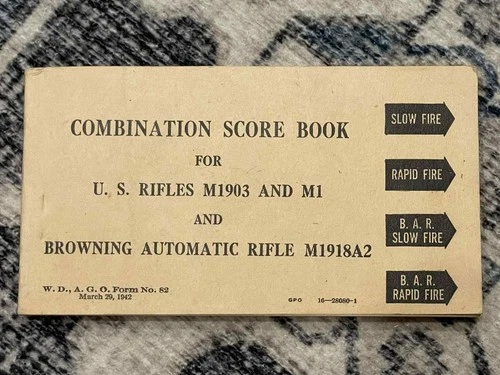 COMBINATION SCORE BOOK
FOR
U. S. RIFLES M1903 AND M1
AND
BROWNING AUTOMATIC RIFLE M1918A2
W. D., A. G. O. Form No. 82
March 29, 1942
GPO 16—28080-1
SLOW FIRE
RAPID FIRE
B. A. R.
SLOW FIRE
B. A. R.
RAPID FIRE